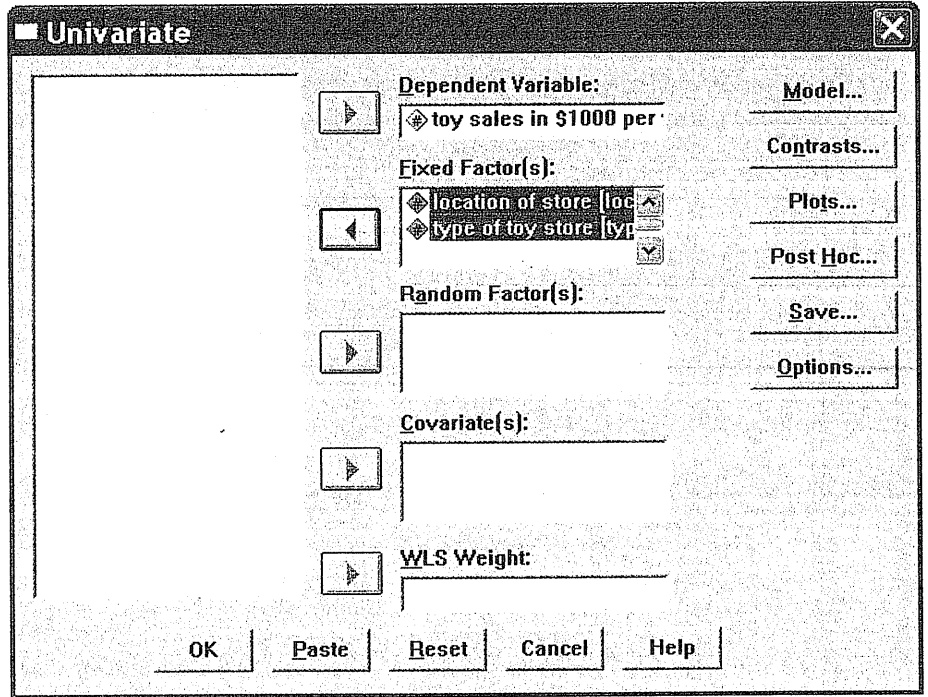 Univariate
Dependent Variable:
toy sales in $1000 per
Fixed Factor(s):
location of store [loc
type of toy store [typ
Random Factor(s):
Covariate(s):
WLS Weight:
Model...
Contrasts...
Plots...
Post Hoc...
Save...
Options...
OK Paste Reset Cancel Help